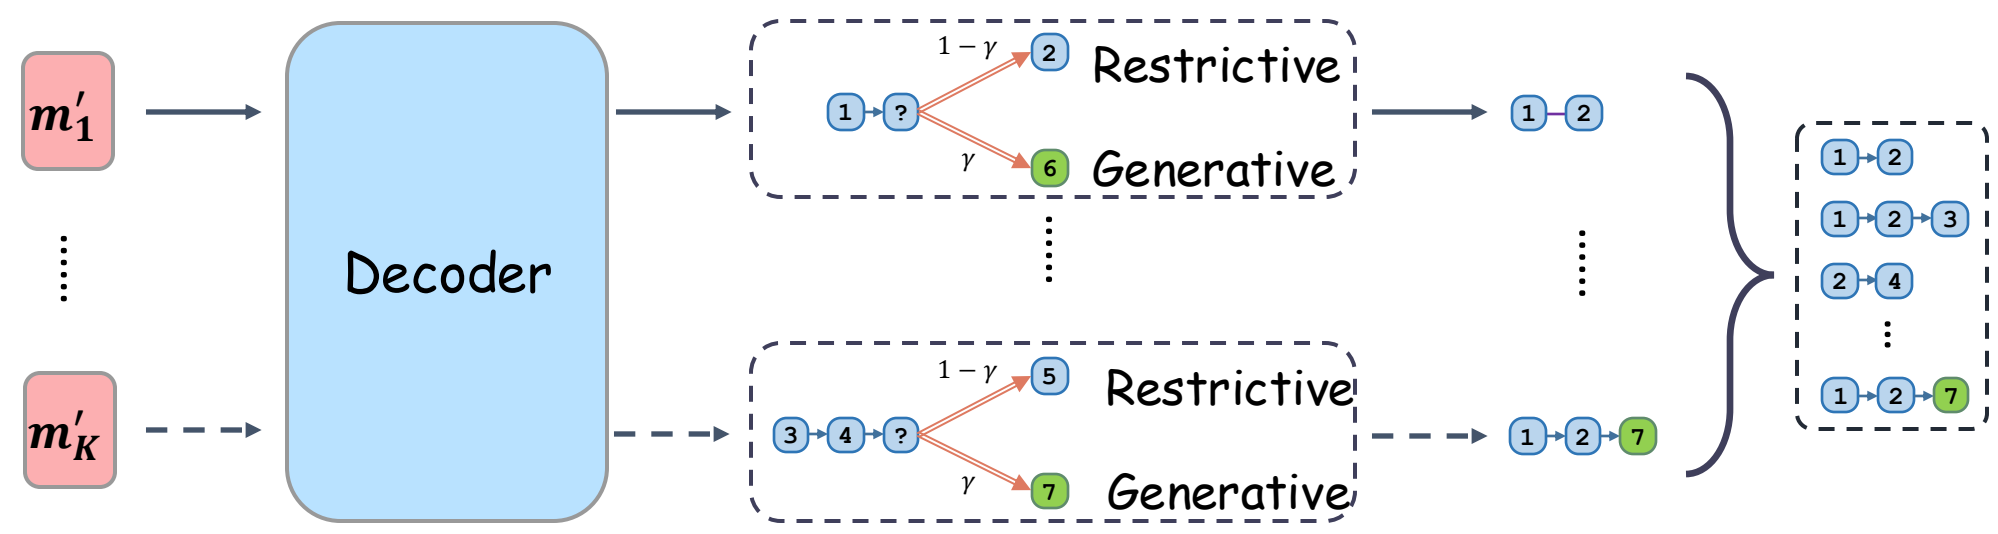 m′1
Decoder
1 − γ
2
Restrictive
1
?
γ
6
Generative
1
2
1
2
1
2
3
2
4
1
2
7
m′K
1 − γ
5
Restrictive
3
4
?
γ
7
Generative
1
2
7